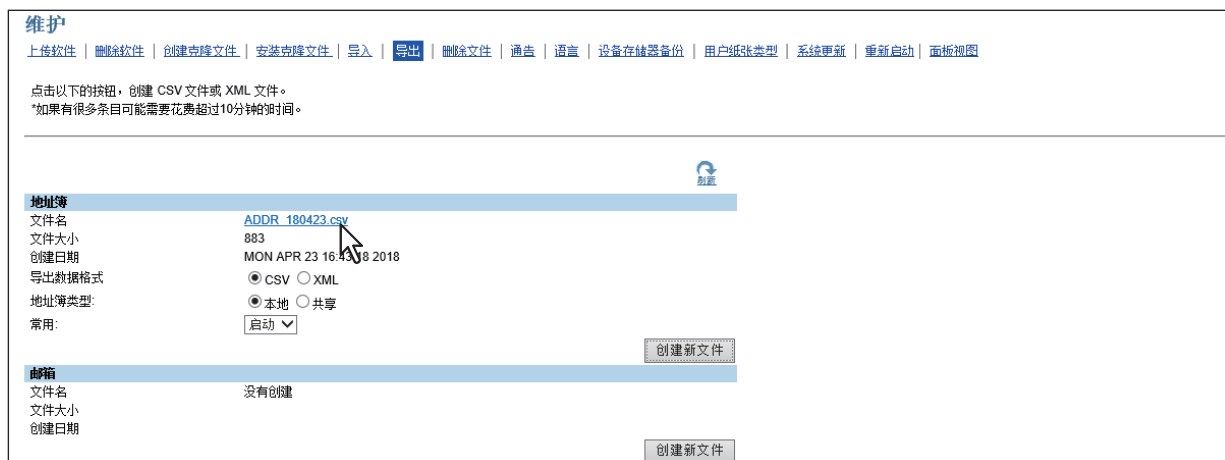 维护
上传软件 | 删除软件 | 创建克隆文件 | 安装克隆文件 | 导入 | 导出 | 删除文件 | 通告 | 语言 | 设备存储器备份 | 用户纸张类型 | 系统更新 | 重新启动 | 面板视图
点击以下的按钮，创建 CSV 文件或 XML 文件。
*如果有很多条目可能需要花费超过10分钟的时间。
刷新
地址簿
文件名 ADDR_180423.csv
文件大小 883
创建日期 MON APR 23 16:43:18 2018
导出数据格式 CSV XML
地址簿类型: 本地 共享
常用: 启动
创建新文件
邮箱
文件名 没有创建
文件大小
创建日期
创建新文件